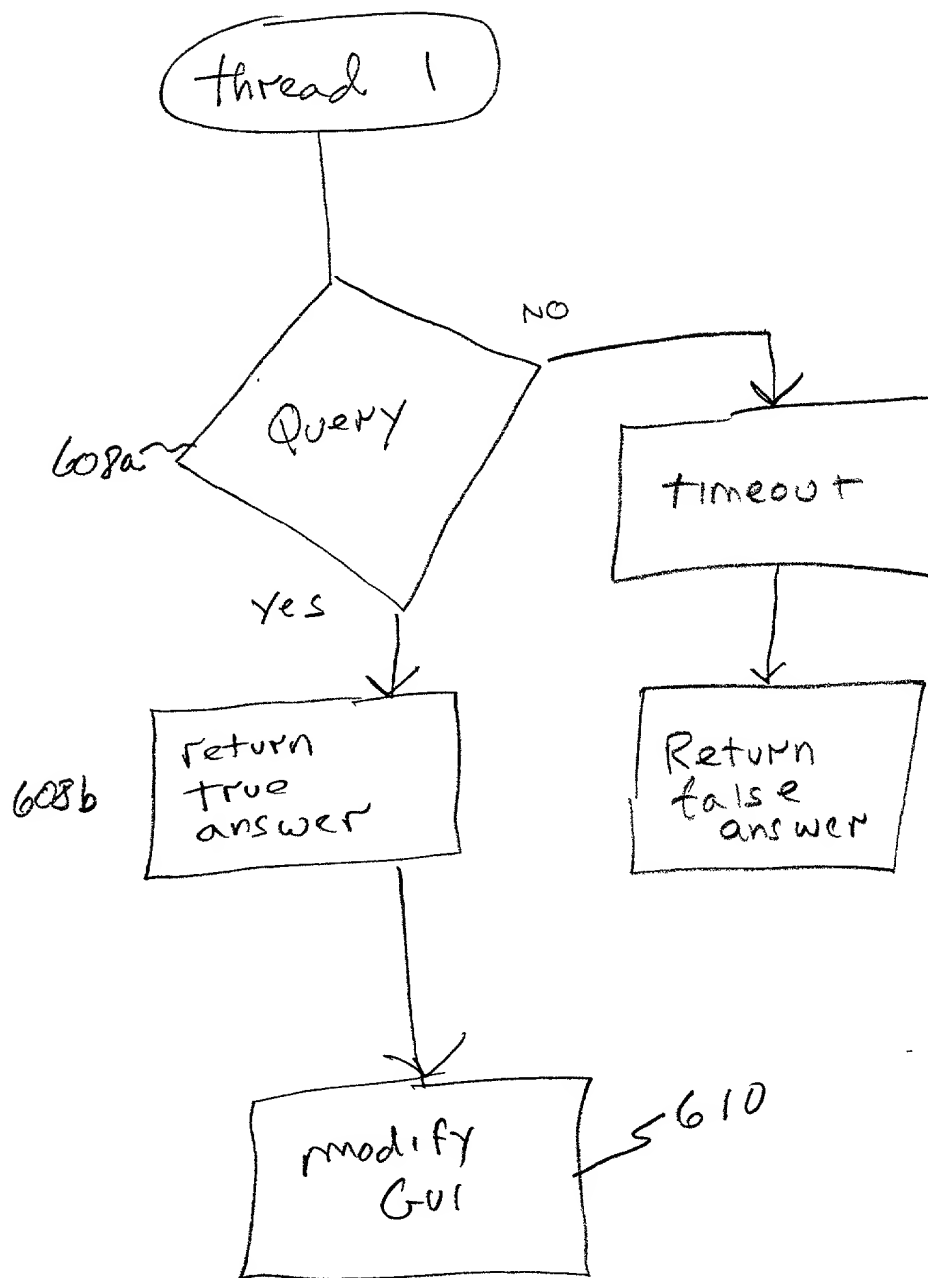 thread 1
NO
Query
608a
timeout
Yes
return
true
answer
608b
Return
false
answer
modify
GUI
610